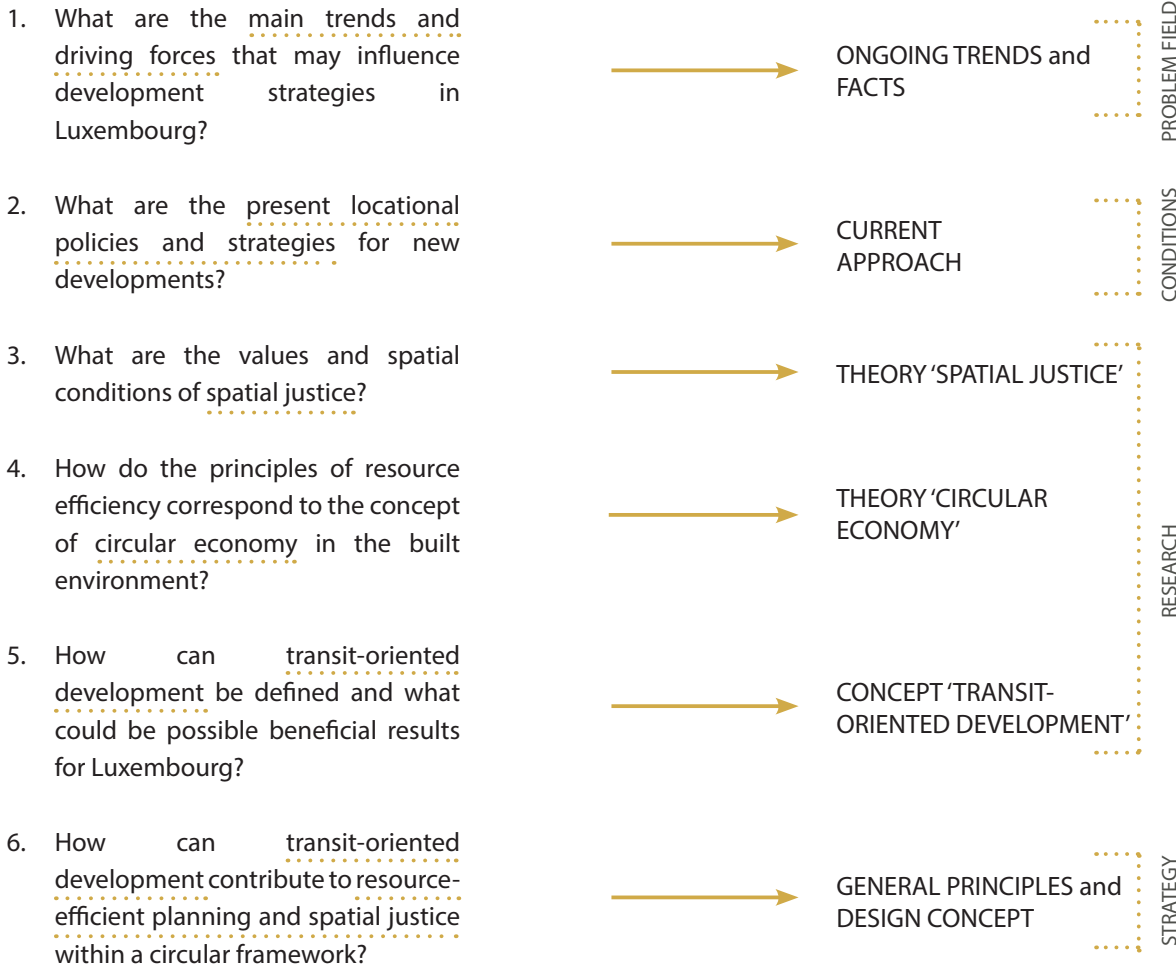 1. What are the main trends and
driving forces that may influence
development strategies in
Luxembourg?
ONGOING TRENDS and
FACTS
PROBLEM FIELD
2. What are the present locational
policies and strategies for new
developments?
CURRENT
APPROACH
CONDITIONS
3. What are the values and spatial
conditions of spatial justice?
THEORY 'SPATIAL JUSTICE'
4. How do the principles of resource
efficiency correspond to the concept
of circular economy in the built
environment?
THEORY 'CIRCULAR
ECONOMY'
RESEARCH
5. How can transit-oriented
development be defined and what
could be possible beneficial results
for Luxembourg?
CONCEPT 'TRANSIT-
ORIENTED DEVELOPMENT'
6. How can transit-oriented
development contribute to resource-
efficient planning and spatial justice
within a circular framework?
GENERAL PRINCIPLES and
DESIGN CONCEPT
STRATEGY